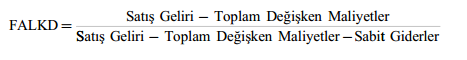 Satış Geliri − Toplam Değişken Maliyetler
FALKD =
Satış Geliri − Toplam Değişken Maliyetler −Sabit Giderler